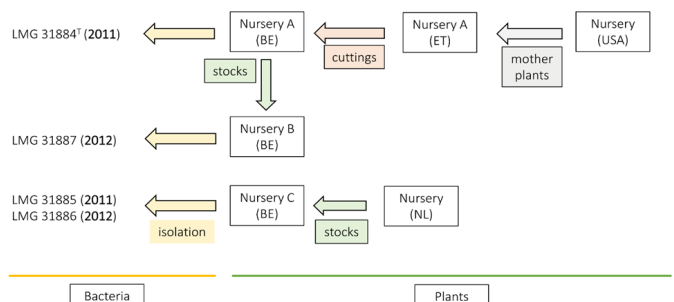 LMG 31884ᵀ (2011)
Nursery A
(BE)
Nursery A
(ET)
Nursery
(USA)
cuttings
mother
plants
stocks
LMG 31887 (2012)
Nursery B
(BE)
LMG 31885 (2011)
LMG 31886 (2012)
Nursery C
(BE)
Nursery
(NL)
isolation
stocks
Bacteria
Plants